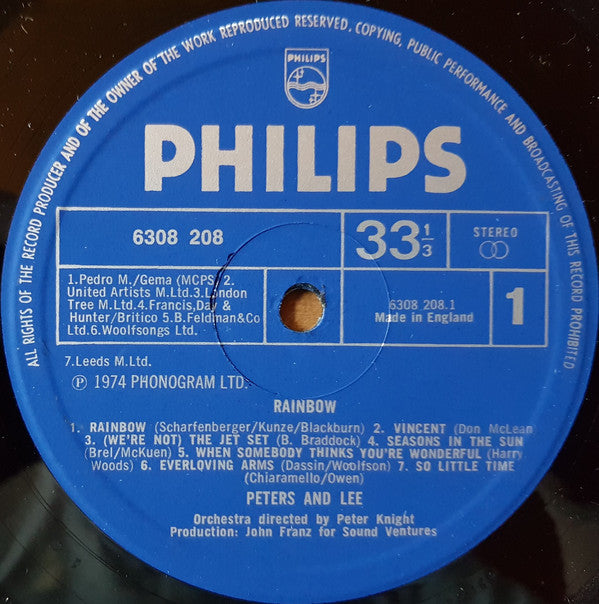 ALL RIGHTS OF THE RECORD PRODUCER AND OF THE OWNER OF THE WORK REPRODUCED RESERVED. COPYING, PUBLIC PERFORMANCE AND BROADCASTING OF THIS RECORD PROHIBITED
PHILIPS
PHILIPS
6308 208
33 1/3
STEREO
1.Pedro M./Gema (MCPS) 2.
United Artists M.Ltd.3.London
Tree M.Ltd.4.Francis,Day &
Hunter/Britico 5.B.Feldman&Co
Ltd.6.Woolfsongs Ltd.
6308 208.1
Made in England
1
7.Leeds M.Ltd.
Ⓟ 1974 PHONOGRAM LTD.
RAINBOW
1. RAINBOW (Scharfenberger/Kunze/Blackburn) 2. VINCENT (Don McLean
3. (WE'RE NOT) THE JET SET (B. Braddock) 4. SEASONS IN THE SUN
(Brel/McKuen) 5. WHEN SOMEBODY THINKS YOU'RE WONDERFUL (Harry
Woods) 6. EVERLOVING ARMS (Dassin/Woolfson) 7. SO LITTLE TIME
(Chiaramello/Owen)
PETERS AND LEE
Orchestra directed by Peter Knight
Production: John Franz for Sound Ventures